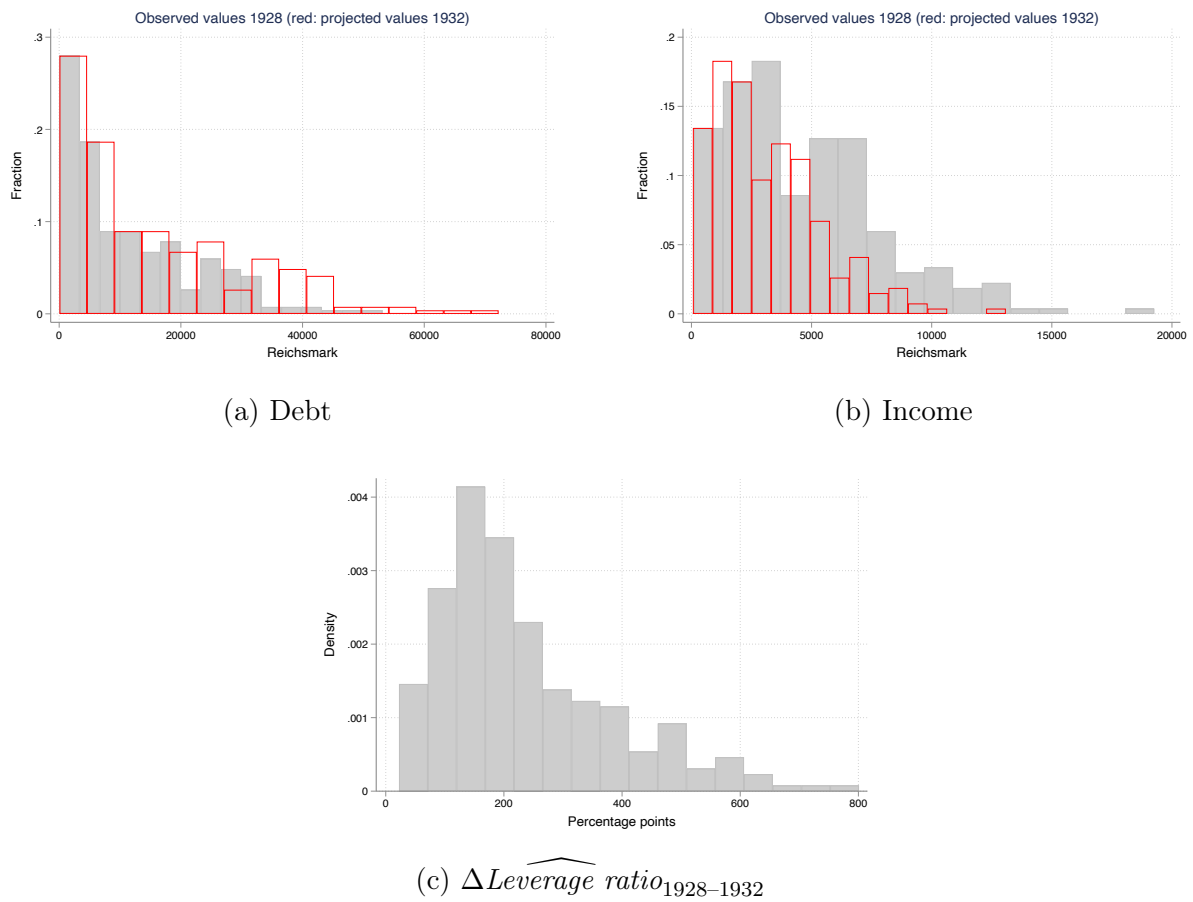 Observed values 1928 (red: projected values 1932)
.3
.2
.1
0
Fraction
0 20000 40000 60000 80000
Reichsmark
(a) Debt
Observed values 1928 (red: projected values 1932)
.2
.15
.1
.05
0
Fraction
0 5000 10000 15000 20000
Reichsmark
(b) Income
.004
.003
.002
.001
0
Density
0 200 400 600 800
Percentage points
(c) ΔLeverage ratio1928–1932